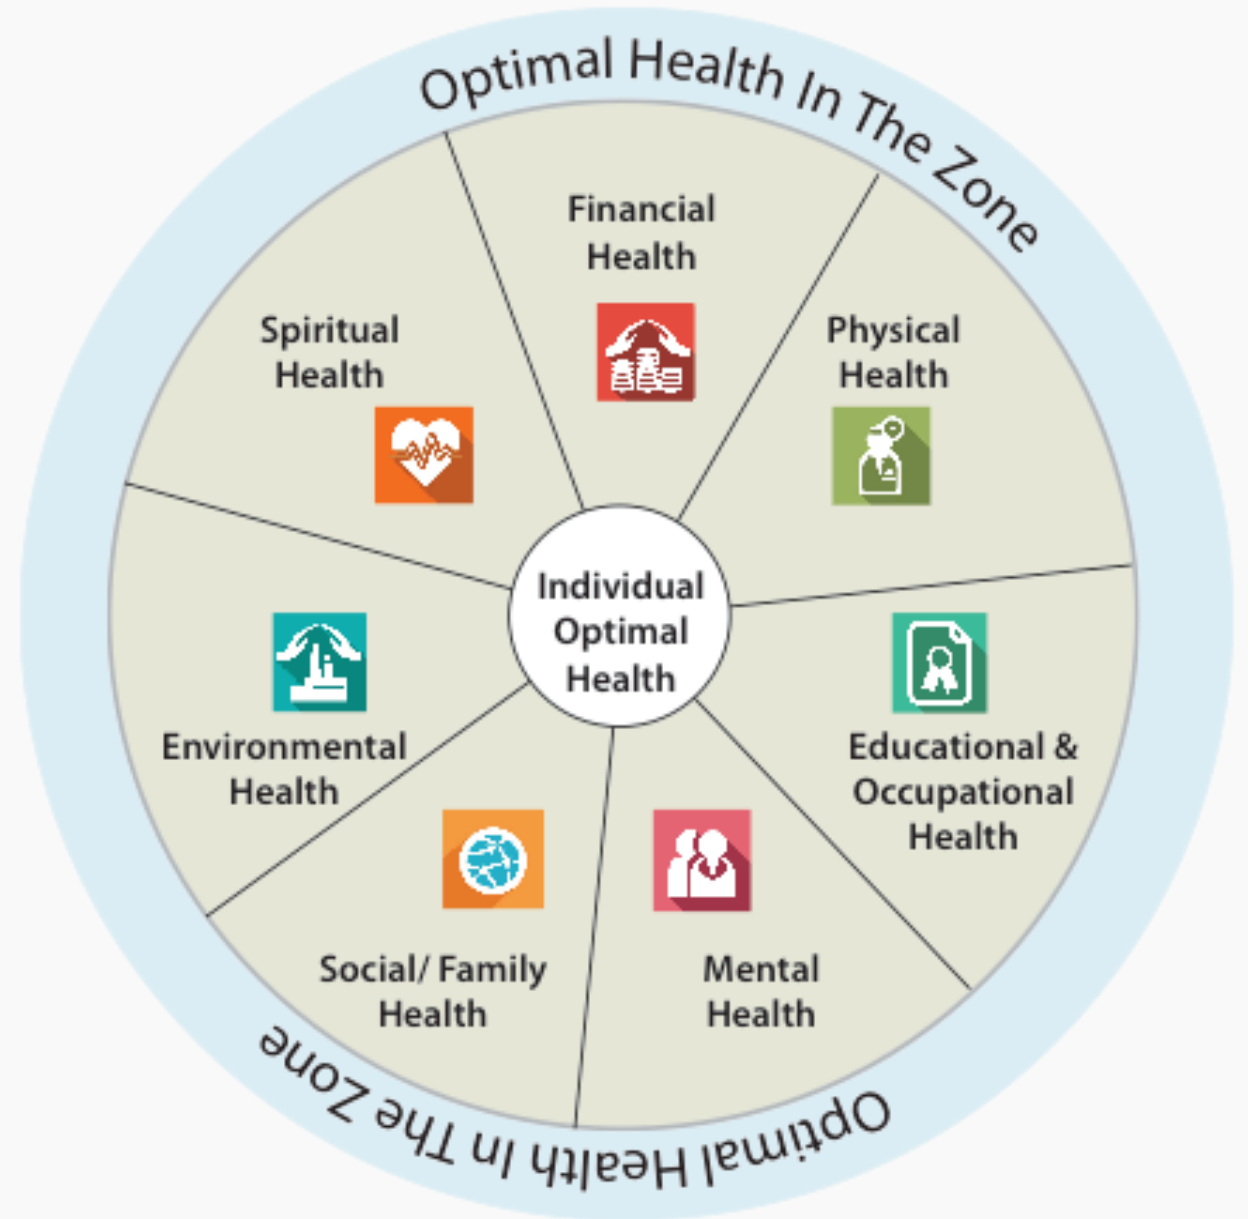 Optimal Health In The Zone
Financial
Health
Physical
Health
Spiritual
Health
Individual
Optimal
Health
Environmental
Health
Educational &
Occupational
Health
Social/ Family
Health
Mental
Health
Optimal Health In The Zone